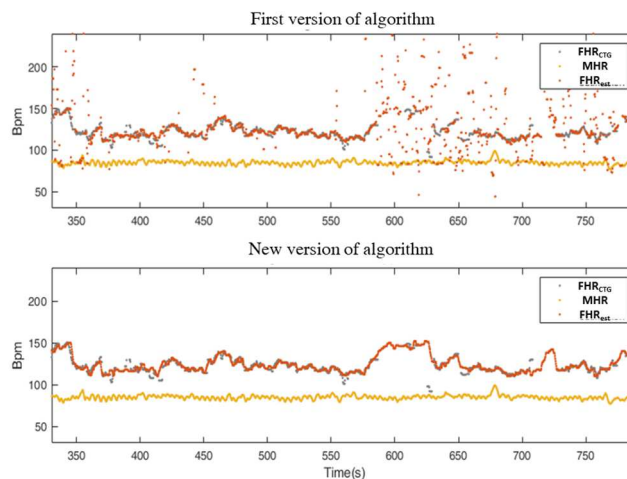 First version of algorithm
200
150
100
50
Bpm
FHR_CTG
MHR
FHR_est
350 400 450 500 550 600 650 700 750
New version of algorithm
200
150
100
50
Bpm
FHR_CTG
MHR
FHR_est
350 400 450 500 550 600 650 700 750
Time(s)